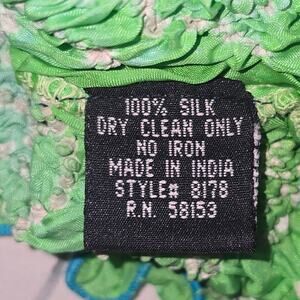 100% SILK
DRY CLEAN ONLY
NO IRON
MADE IN INDIA
STYLE# 8178
R.N. 58153